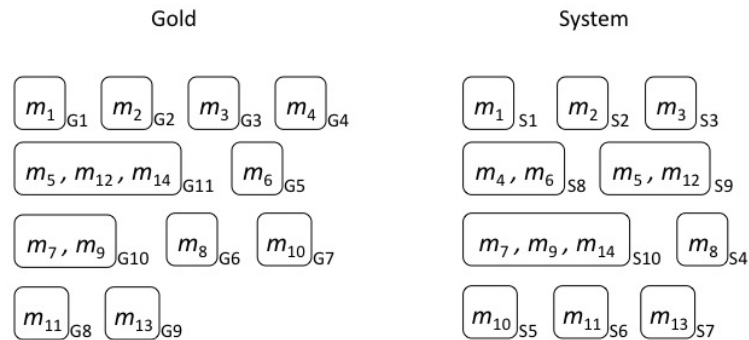 Gold System
m1 G1 m2 G2 m3 G3 m4 G4 m1 S1 m2 S2 m3 S3
m5 , m12 , m14 G11 m6 G5 m4 , m6 S8 m5 , m12 S9
m7 , m9 G10 m8 G6 m10 G7 m7 , m9 , m14 S10 m8 S4
m11 G8 m13 G9 m10 S5 m11 S6 m13 S7